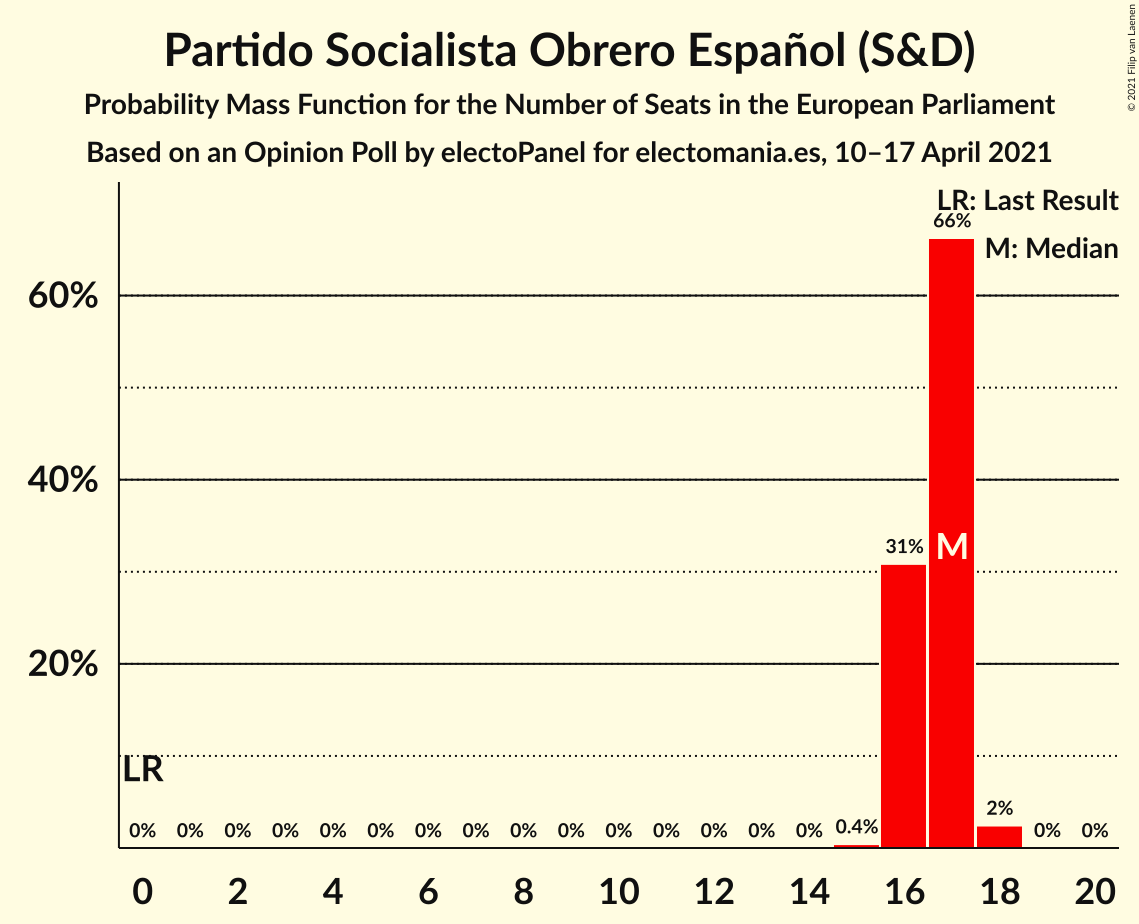 Partido Socialista Obrero Español (S&D)
Probability Mass Function for the Number of Seats in the European Parliament
Based on an Opinion Poll by electoPanel for electomania.es, 10–17 April 2021
© 2021 Filip van Laenen
LR: Last Result
M: Median
66%
60%
40%
31%
M
20%
LR
0% 0% 0% 0% 0% 0% 0% 0% 0% 0% 0% 0% 0% 0% 0% 0.4% 2% 0% 0%
0 2 4 6 8 10 12 14 16 18 20